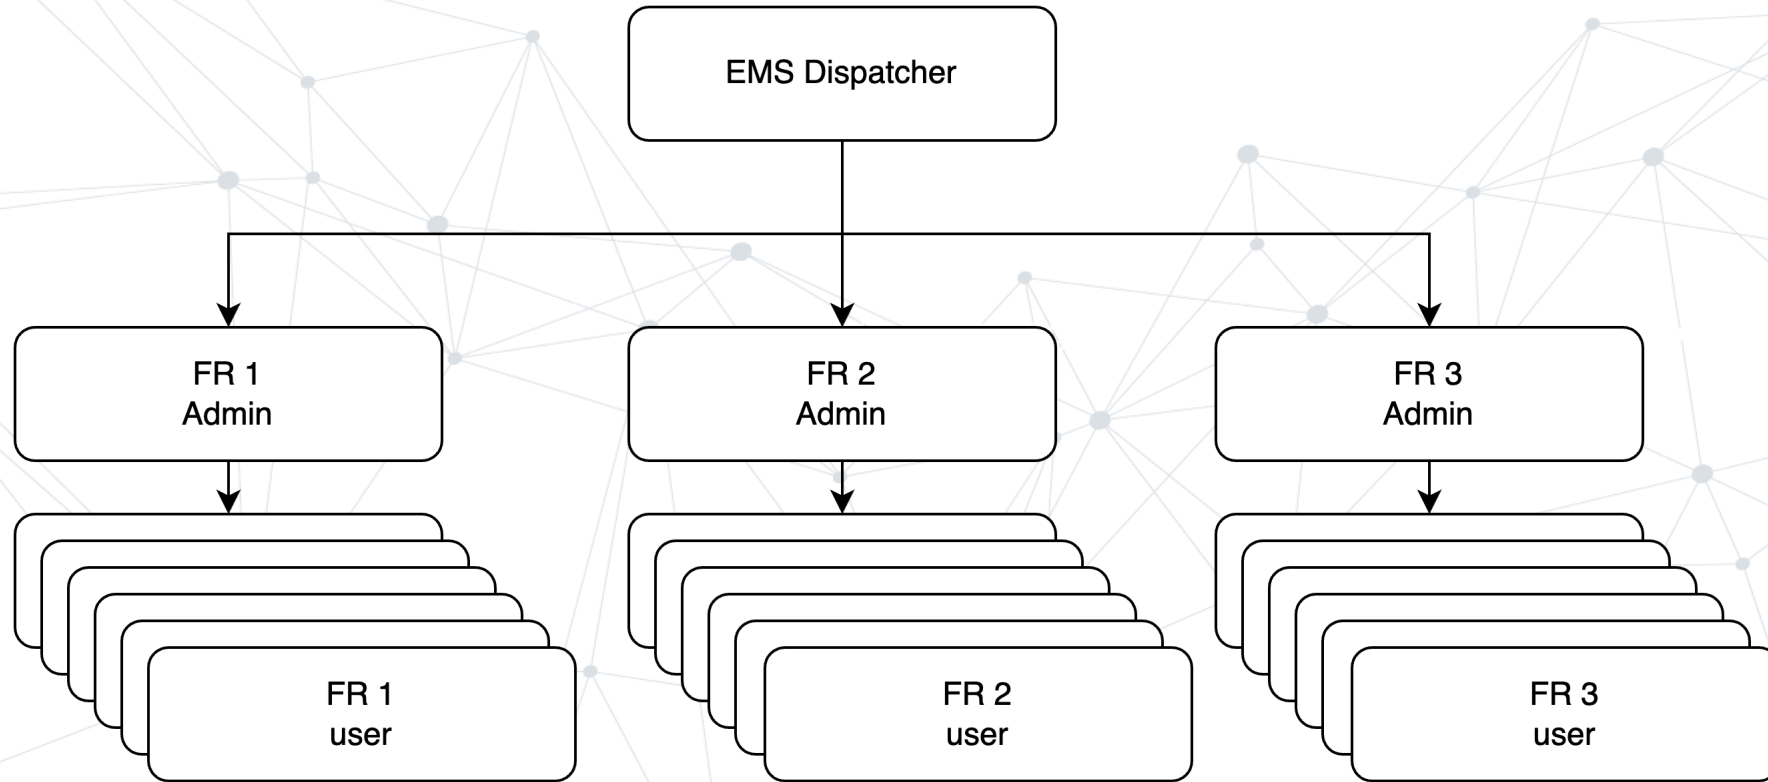 EMS Dispatcher
FR 1
Admin
FR 2
Admin
FR 3
Admin
FR 1
user
FR 2
user
FR 3
user